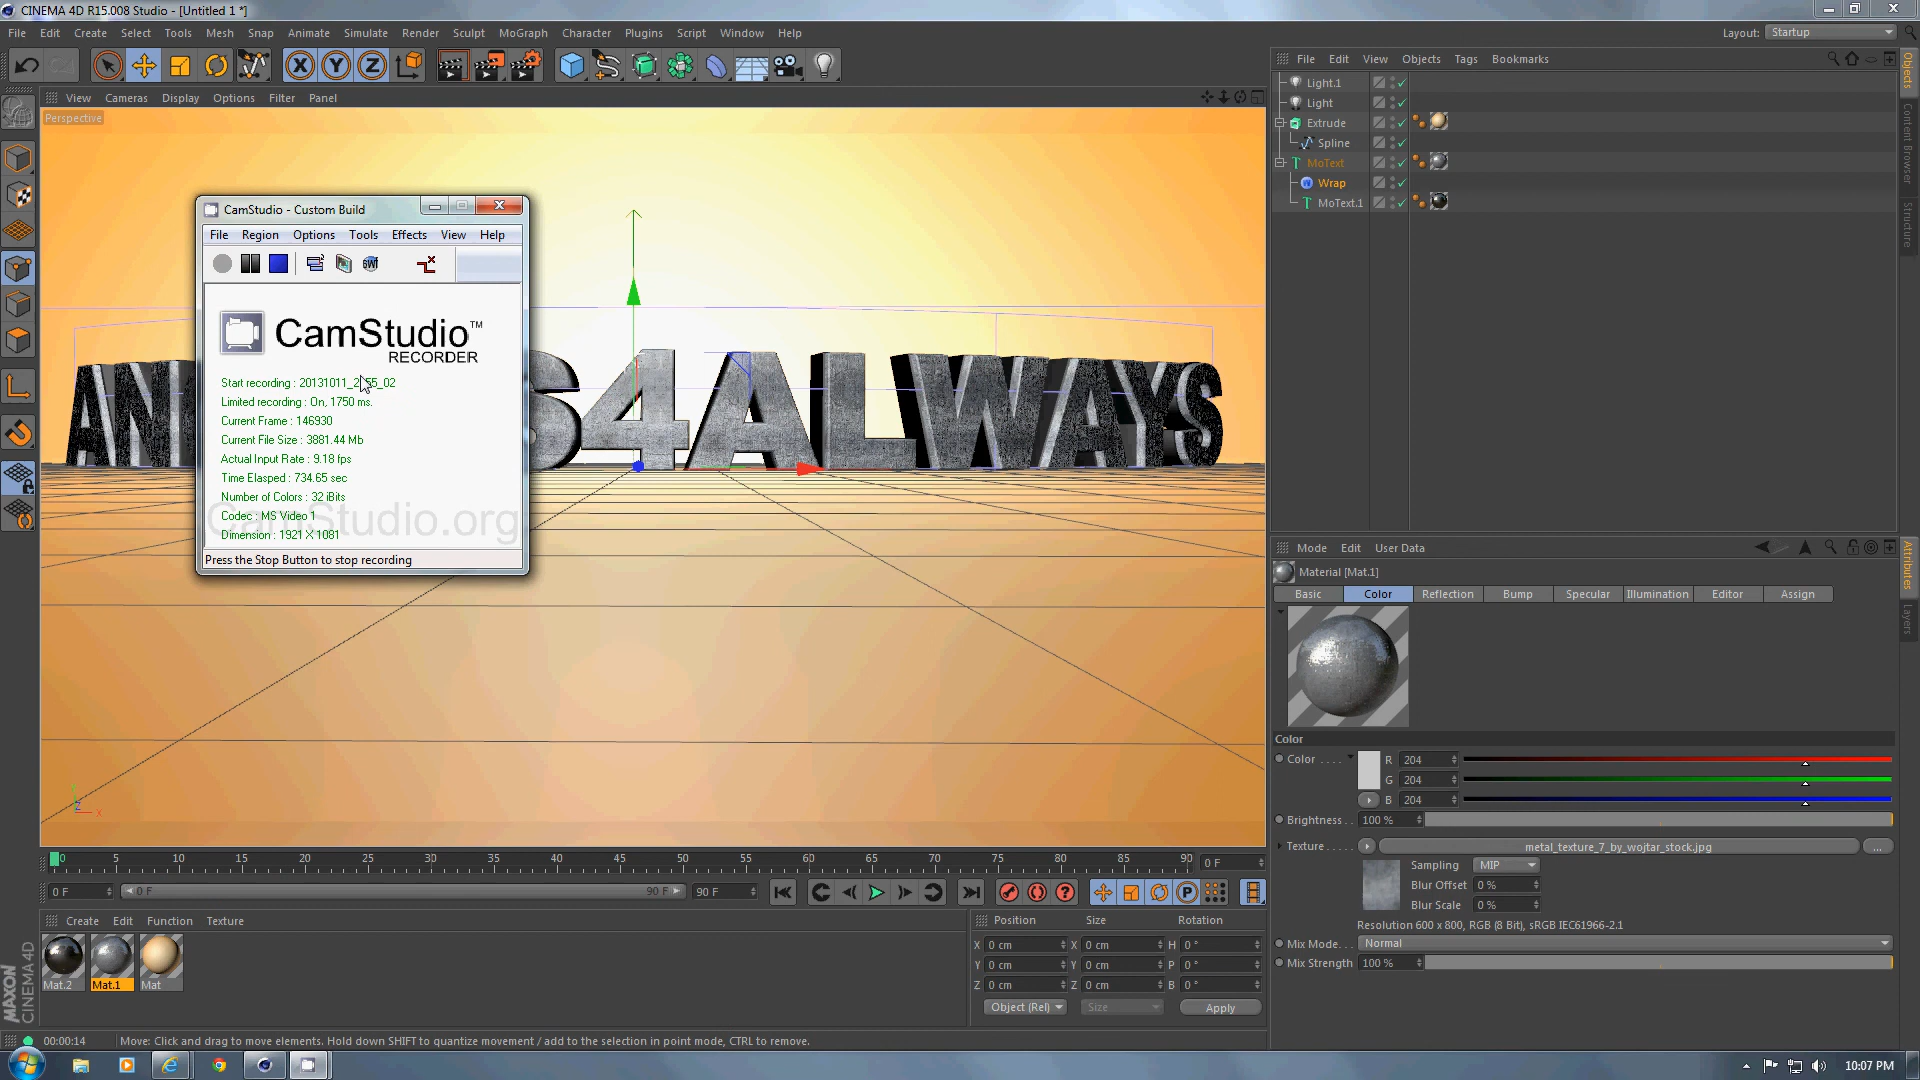 CINEMA 4D R15.008 Studio - [Untitled 1 *]
File Edit Create Select Tools Mesh Snap Animate Simulate Render Sculpt MoGraph Character Plugins Script Window Help
Layout: Startup
X Y Z
View Cameras Display Options Filter Panel
Perspective
File Edit View Objects Tags Bookmarks
Light.1
Light
Extrude
Spline
MoText
Wrap
MoText.1
Objects
Content Browser
Structure
CamStudio - Custom Build
File Region Options Tools Effects View Help
SWF
CamStudio™
RECORDER
Limited recording : On, 1750 ms.
Current Frame : 146930
Current File Size : 3881.44 Mb
Actual Input Rate : 9.18 fps
Time Elasped : 734.65 sec
Number of Colors : 32 iBits
Codec : MS Video 1
Dimension : 1921 X 1081
CamStudio.org
Press the Stop Button to stop recording
S4ALWAYS
Z X
Mode Edit User Data
Material [Mat.1]
Basic Color Reflection Bump Specular Illumination Editor Assign
Attributes
Layers
Color
Color . . . . R 204
G 204
B 204
Brightness . . 100 %
Texture . . . . . metal_texture_7_by_wojtar_stock.jpg ...
Sampling MIP
Blur Offset 0 %
Blur Scale 0 %
Resolution 600 x 800, RGB (8 Bit), sRGB IEC61966-2.1
Mix Mode. . . Normal
Mix Strength 100 %
0 5 10 15 20 25 30 35 40 45 50 55 60 65 70 75 80 85 90 0 F
0 F 0 F 90 F 90 F
P
Create Edit Function Texture
Mat.2 Mat.1 Mat
Position Size Rotation
X 0 cm X 0 cm H 0 °
Y 0 cm Y 0 cm P 0 °
Z 0 cm Z 0 cm B 0 °
Object (Rel) Size Apply
MAXON
CINEMA 4D
00:00:14 Move: Click and drag to move elements. Hold down SHIFT to quantize movement / add to the selection in point mode, CTRL to remove.
10:07 PM